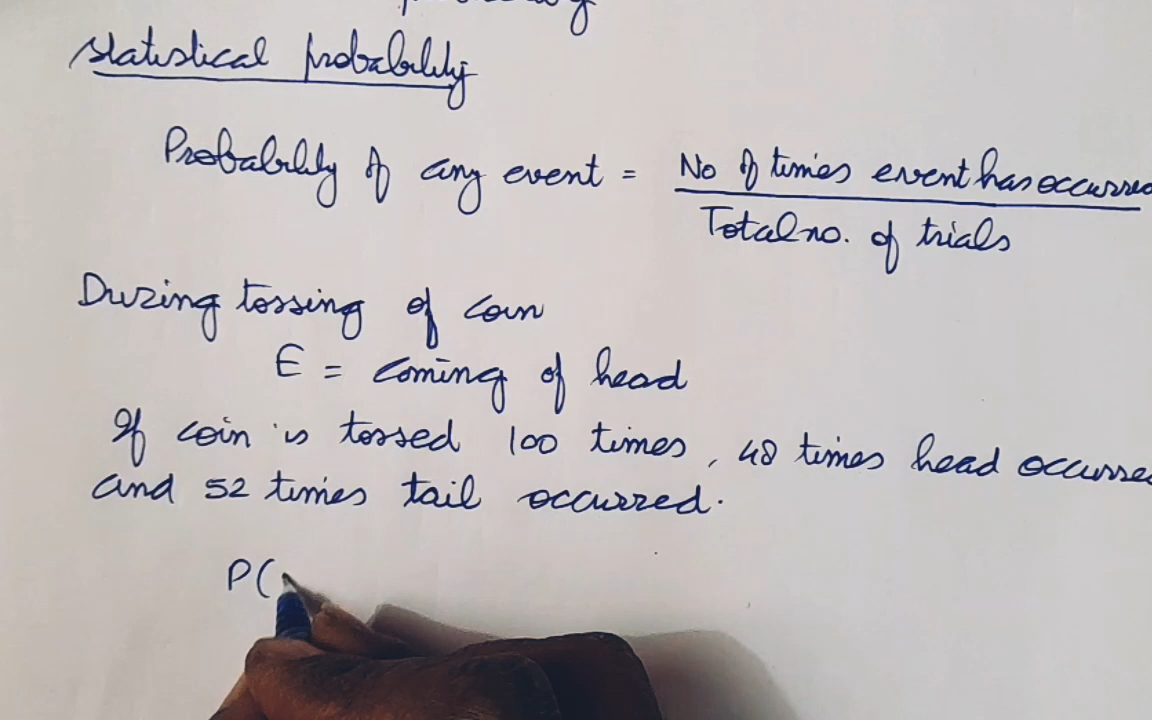 statistical probability
Probability of any event = No of times event has occurred
Total no. of trials
During tossing of coin
E = coming of head
If coin is tossed 100 times, 48 times head occurred
and 52 times tail occurred.
P(